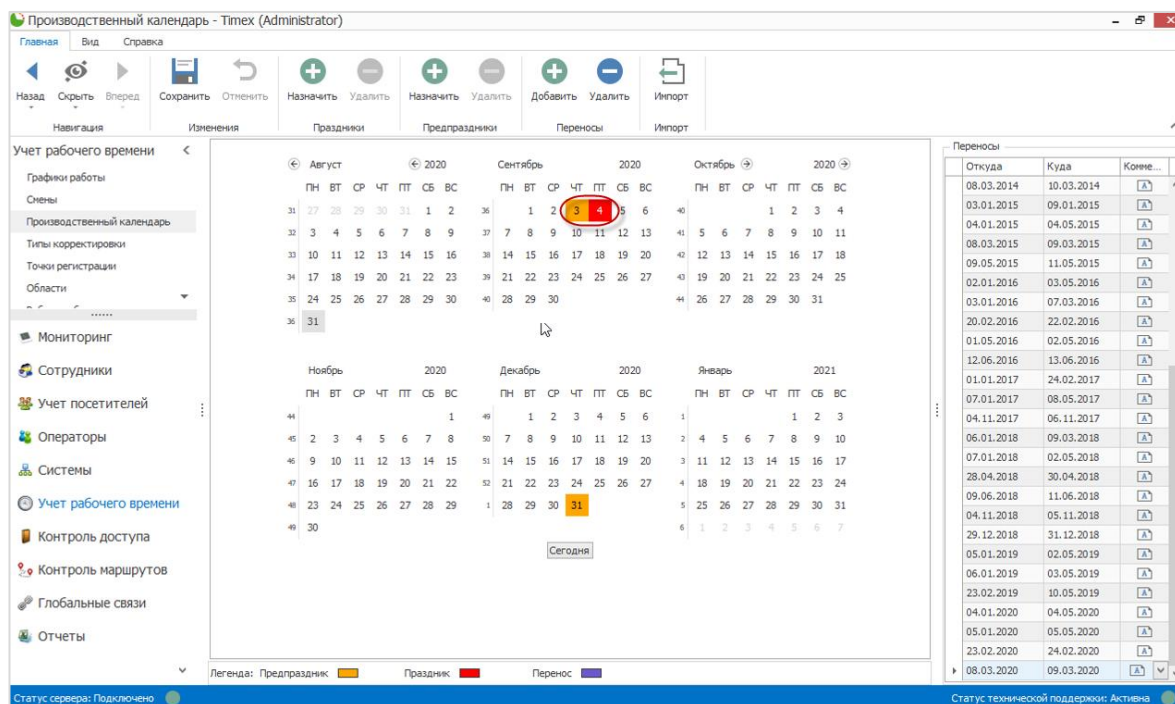 Производственный календарь - Timex (Administrator)
Главная Вид Справка
Назад Скрыть Вперед Сохранить Отменить Назначить Удалить Назначить Удалить Добавить Удалить Импорт
Навигация Изменения Праздники Предпраздники Переносы Импорт
Учет рабочего времени
Графики работы
Смены
Производственный календарь
Типы корректировки
Точки регистрации
Области
Мониторинг
Сотрудники
Учет посетителей
Операторы
Системы
Учет рабочего времени
Контроль доступа
Контроль маршрутов
Глобальные связи
Отчеты
Август 2020
ПН ВТ СР ЧТ ПТ СБ ВС
31 27 28 29 30 31 1 2
32 3 4 5 6 7 8 9
33 10 11 12 13 14 15 16
34 17 18 19 20 21 22 23
35 24 25 26 27 28 29 30
36 31
Сентябрь 2020
ПН ВТ СР ЧТ ПТ СБ ВС
36 1 2 3 4 5 6
37 7 8 9 10 11 12 13
38 14 15 16 17 18 19 20
39 21 22 23 24 25 26 27
40 28 29 30
Октябрь 2020
ПН ВТ СР ЧТ ПТ СБ ВС
40 1 2 3 4
41 5 6 7 8 9 10 11
42 12 13 14 15 16 17 18
43 19 20 21 22 23 24 25
44 26 27 28 29 30 31
Ноябрь 2020
ПН ВТ СР ЧТ ПТ СБ ВС
44 1
45 2 3 4 5 6 7 8
46 9 10 11 12 13 14 15
47 16 17 18 19 20 21 22
48 23 24 25 26 27 28 29
49 30
Декабрь 2020
ПН ВТ СР ЧТ ПТ СБ ВС
49 1 2 3 4 5 6
50 7 8 9 10 11 12 13
51 14 15 16 17 18 19 20
52 21 22 23 24 25 26 27
1 28 29 30 31
Январь 2021
ПН ВТ СР ЧТ ПТ СБ ВС
1 1 2 3
2 4 5 6 7 8 9 10
3 11 12 13 14 15 16 17
4 18 19 20 21 22 23 24
5 25 26 27 28 29 30 31
6 1 2 3 4 5 6 7
Сегодня
Легенда: Предпраздник Праздник Перенос
Переносы
Откуда Куда Комме...
08.03.2014 10.03.2014
03.01.2015 09.01.2015
04.01.2015 04.05.2015
08.03.2015 09.03.2015
09.05.2015 11.05.2015
02.01.2016 03.05.2016
03.01.2016 07.03.2016
20.02.2016 22.02.2016
01.05.2016 02.05.2016
12.06.2016 13.06.2016
01.01.2017 24.02.2017
07.01.2017 08.05.2017
04.11.2017 06.11.2017
06.01.2018 09.03.2018
07.01.2018 02.05.2018
28.04.2018 30.04.2018
09.06.2018 11.06.2018
04.11.2018 05.11.2018
29.12.2018 31.12.2018
05.01.2019 02.05.2019
06.01.2019 03.05.2019
23.02.2019 10.05.2019
04.01.2020 04.05.2020
05.01.2020 05.05.2020
23.02.2020 24.02.2020
08.03.2020 09.03.2020
Статус сервера: Подключено Статус технической поддержки: Активна